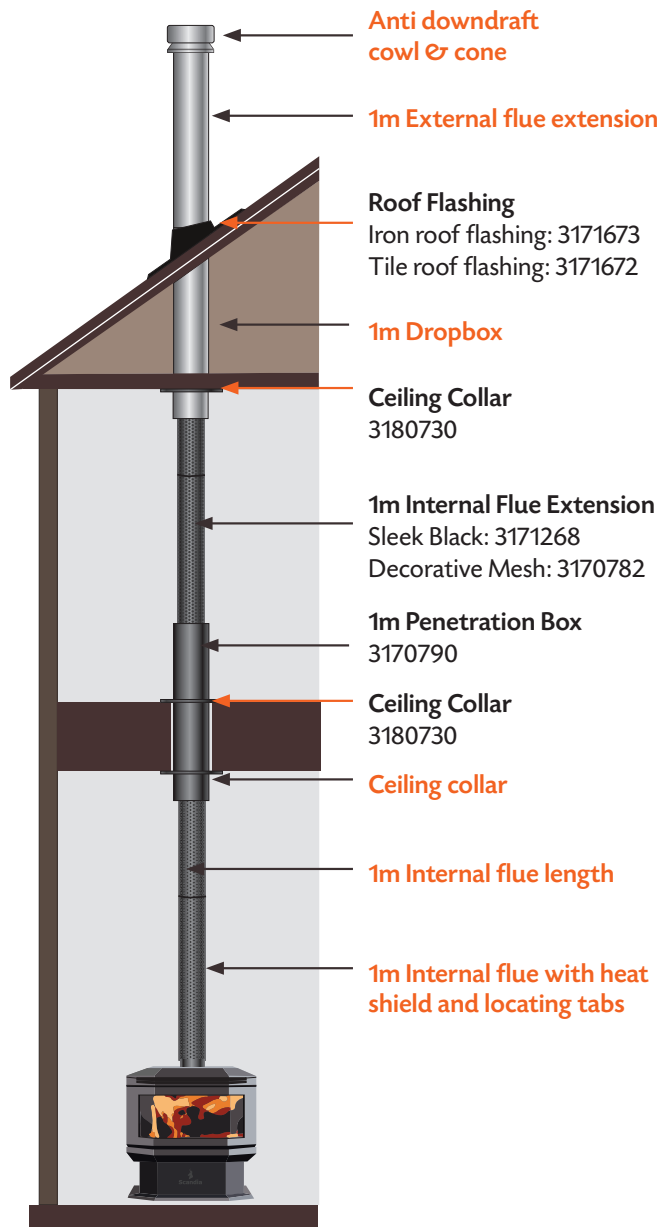 Anti downdraft
cowl & cone
1m External flue extension
Roof Flashing
Iron roof flashing: 3171673
Tile roof flashing: 3171672
1m Dropbox
Ceiling Collar
3180730
1m Internal Flue Extension
Sleek Black: 3171268
Decorative Mesh: 3170782
1m Penetration Box
3170790
Ceiling Collar
3180730
Ceiling collar
1m Internal flue length
1m Internal flue with heat
shield and locating tabs
Scandia